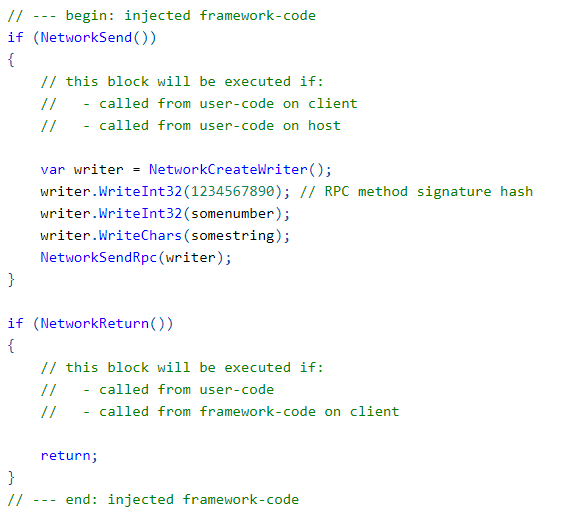 // --- begin: injected framework-code
if (NetworkSend())
{
    // this block will be executed if:
    //   - called from user-code on client
    //   - called from user-code on host

    var writer = NetworkCreateWriter();
    writer.WriteInt32(1234567890); // RPC method signature hash
    writer.WriteInt32(somenumber);
    writer.WriteChars(somestring);
    NetworkSendRpc(writer);
}

if (NetworkReturn())
{
    // this block will be executed if:
    //   - called from user-code
    //   - called from framework-code on client

    return;
}
// --- end: injected framework-code